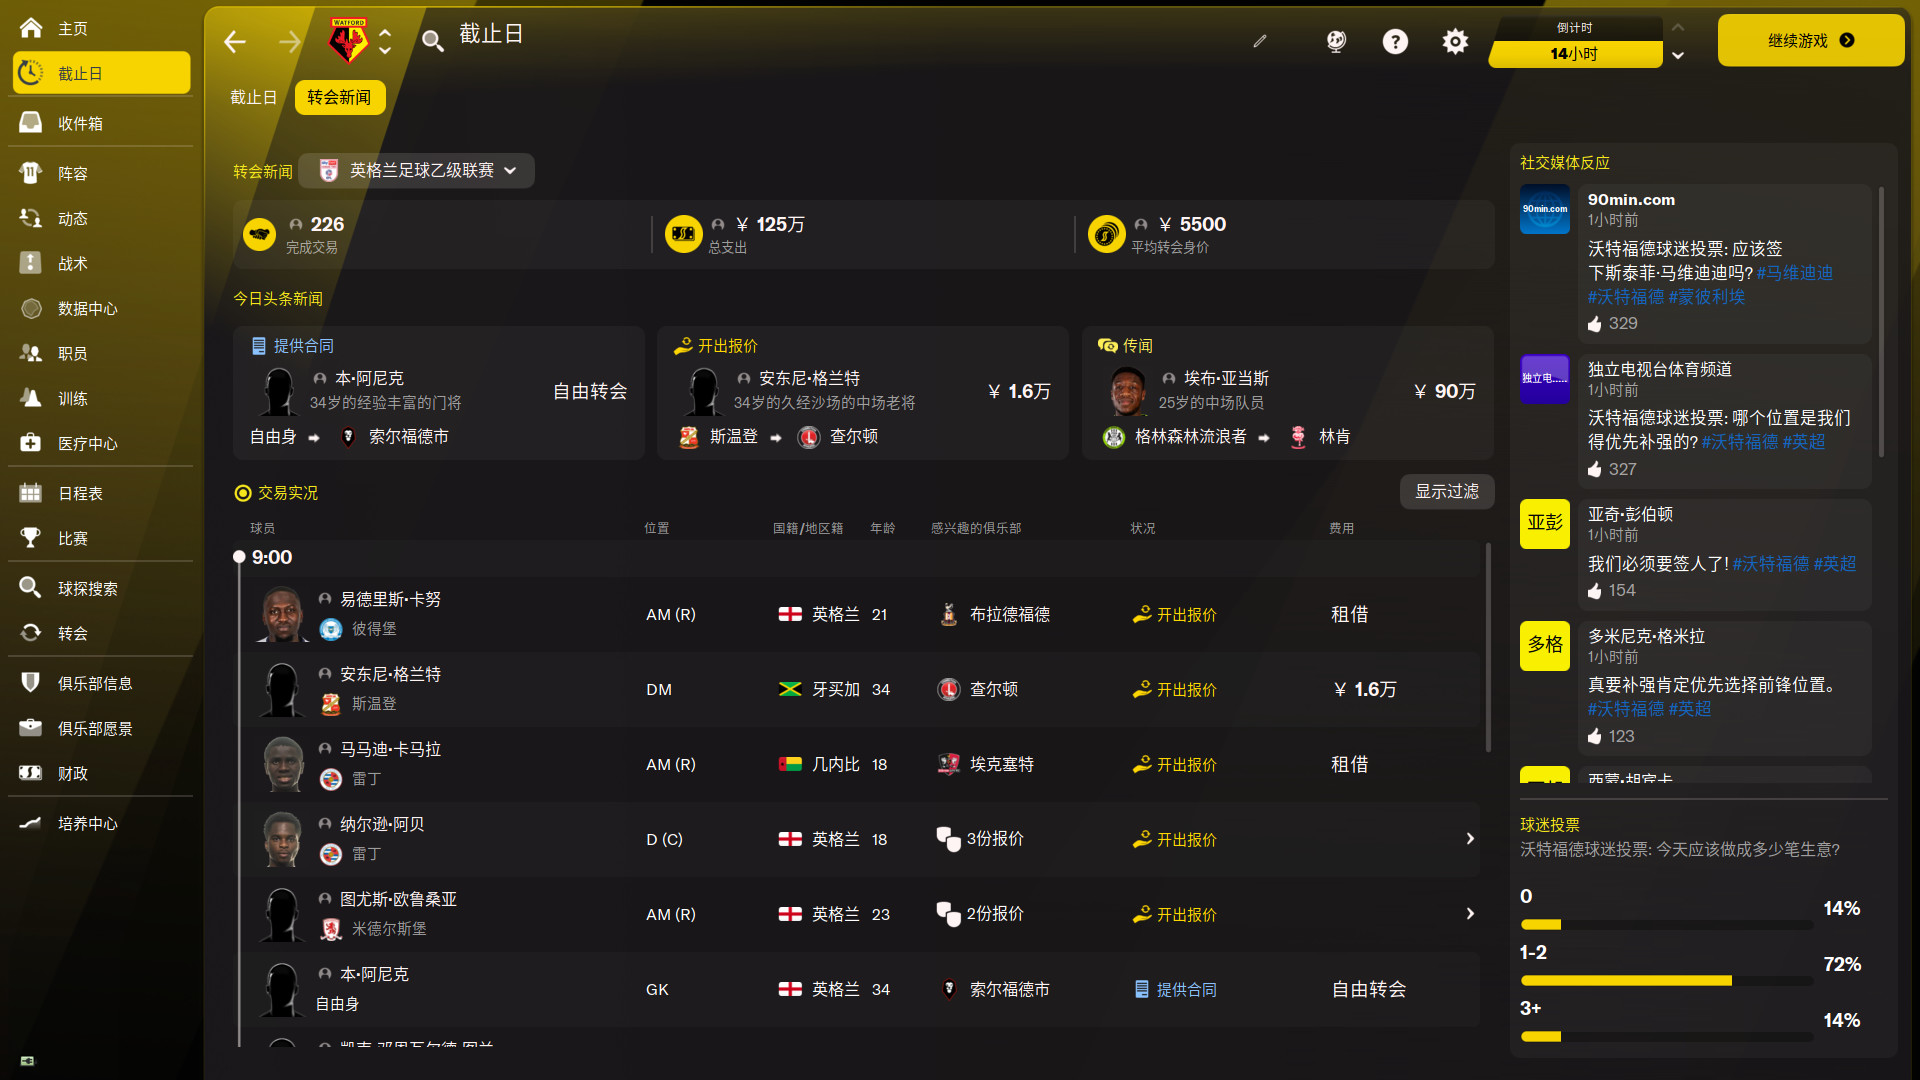 主页
截止日
收件箱
阵容
动态
战术
数据中心
职员
训练
医疗中心
日程表
比赛
球探搜索
转会
俱乐部信息
俱乐部愿景
财政
培养中心
WATFORD
截止日
倒计时
14小时
继续游戏
截止日
转会新闻
转会新闻
英格兰足球乙级联赛
226
完成交易
¥ 125万
总支出
¥ 5500
平均转会身价
今日头条新闻
提供合同
本·阿尼克
34岁的经验丰富的门将
自由转会
自由身
索尔福德市
开出报价
安东尼·格兰特
34岁的久经沙场的中场老将
¥ 1.6万
斯温登
查尔顿
传闻
埃布·亚当斯
25岁的中场队员
¥ 90万
格林森林流浪者
林肯
交易实况
显示过滤
球员 位置 国籍/地区籍 年龄 感兴趣的俱乐部 状况 费用
9:00
易德里斯·卡努
彼得堡
AM (R) 英格兰 21 布拉德福德 开出报价 租借
安东尼·格兰特
斯温登
DM 牙买加 34 查尔顿 开出报价 ¥ 1.6万
马马迪·卡马拉
雷丁
AM (R) 几内比 18 埃克塞特 开出报价 租借
纳尔逊·阿贝
雷丁
D (C) 英格兰 18 3份报价 开出报价
图尤斯·欧鲁桑亚
米德尔斯堡
AM (R) 英格兰 23 2份报价 开出报价
本·阿尼克
自由身
GK 英格兰 34 索尔福德市 提供合同 自由转会
社交媒体反应
90min.com
90min.com
1小时前
沃特福德球迷投票: 应该签
下斯泰菲·马维迪迪吗? #马维迪迪
#沃特福德 #蒙彼利埃
329
独立电.....
独立电视台体育频道
1小时前
沃特福德球迷投票: 哪个位置是我们
得优先补强的? #沃特福德 #英超
327
亚彭
亚奇·彭伯顿
1小时前
我们必须要签人了! #沃特福德 #英超
154
多格
多米尼克·格米拉
1小时前
真要补强肯定优先选择前锋位置。
#沃特福德 #英超
123
球迷投票
沃特福德球迷投票: 今天应该做成多少笔生意?
0
14%
1-2
72%
3+
14%